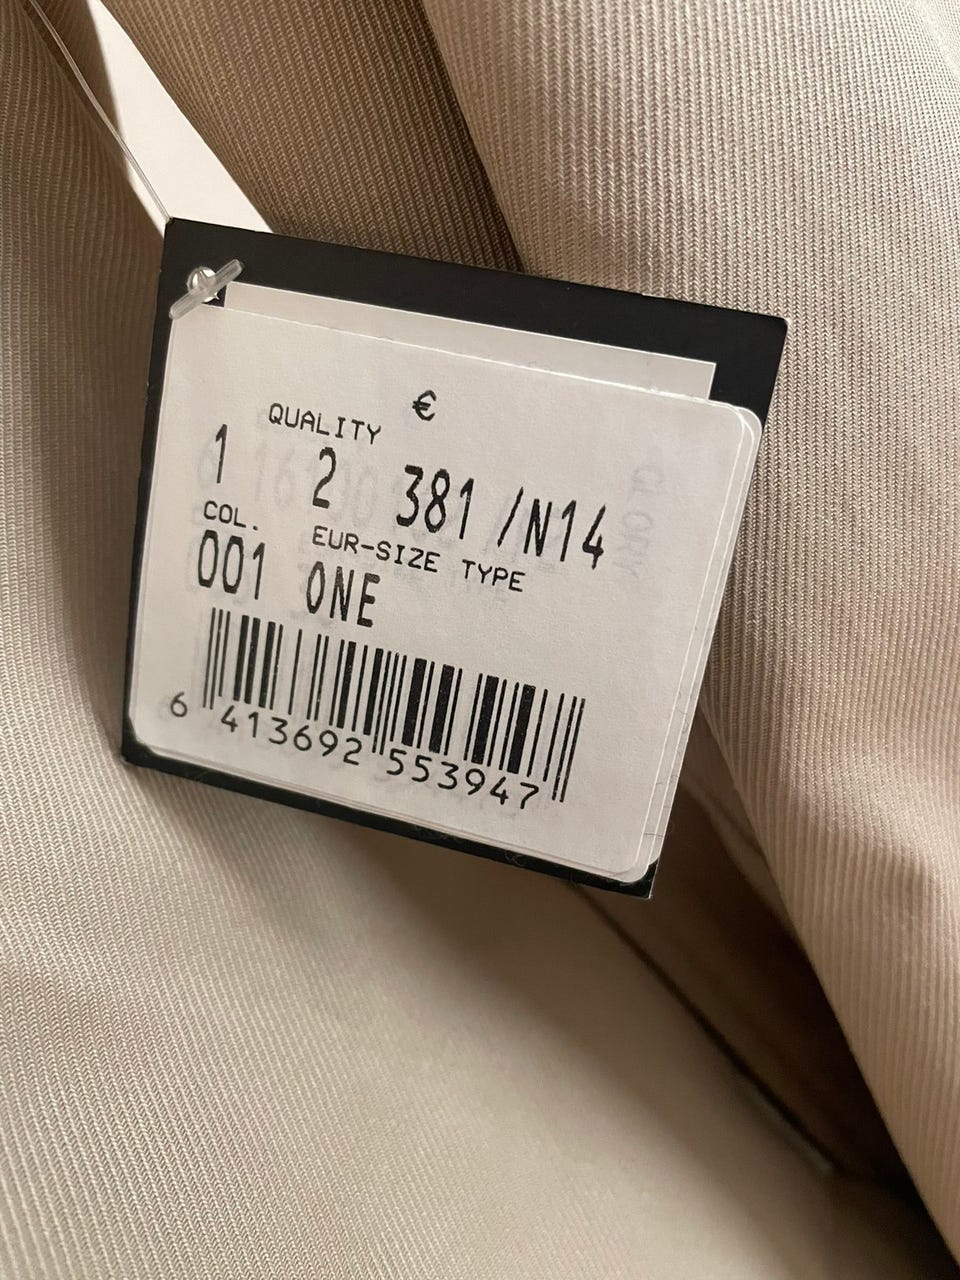 €
QUALITY
1 2 381 /N14
COL. EUR-SIZE TYPE
001 ONE
6 413692 553947